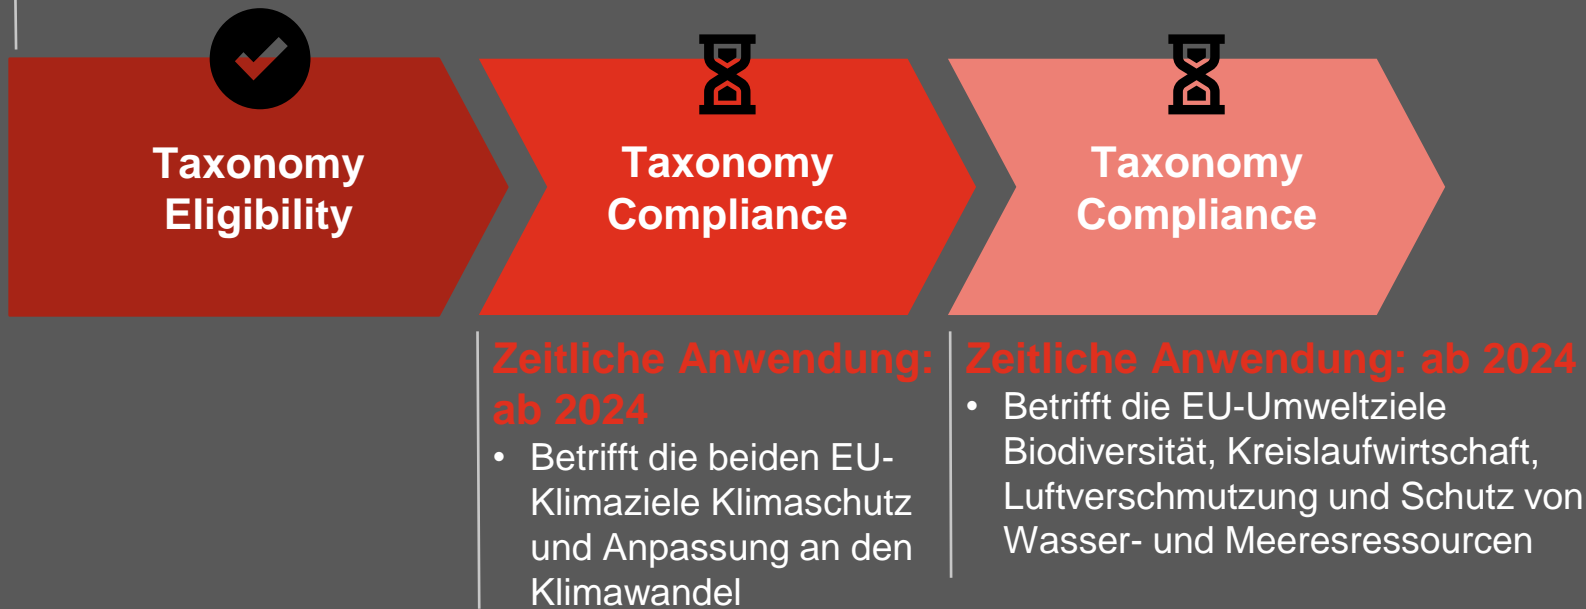 Taxonomy
Eligibility
Taxonomy
Compliance
Taxonomy
Compliance
Zeitliche Anwendung:
ab 2024
• Betrifft die beiden EU-
Klimaziele Klimaschutz
und Anpassung an den
Klimawandel
Zeitliche Anwendung: ab 2024
• Betrifft die EU-Umweltziele
Biodiversität, Kreislaufwirtschaft,
Luftverschmutzung und Schutz von
Wasser- und Meeresressourcen